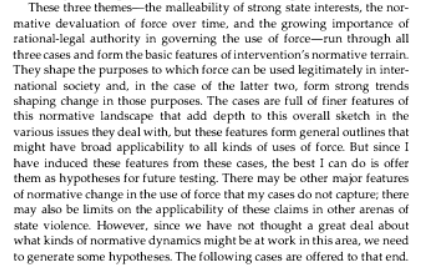 These three themes—the malleability of strong state interests, the nor-
mative devaluation of force over time, and the growing importance of
rational-legal authority in governing the use of force—run through all
three cases and form the basic features of intervention's normative terrain.
They shape the purposes to which force can be used legitimately in inter-
national society and, in the case of the latter two, form strong trends
shaping change in those purposes. The cases are full of finer features of
this normative landscape that add depth to this overall sketch in the
various issues they deal with, but these features form general outlines that
might have broad applicability to all kinds of uses of force. But since I
have induced these features from these cases, the best I can do is offer
them as hypotheses for future testing. There may be other major features
of normative change in the use of force that my cases do not capture; there
may also be limits on the applicability of these claims in other arenas of
state violence. However, since we have not thought a great deal about
what kinds of normative dynamics might be at work in this area, we need
to generate some hypotheses. The following cases are offered to that end.